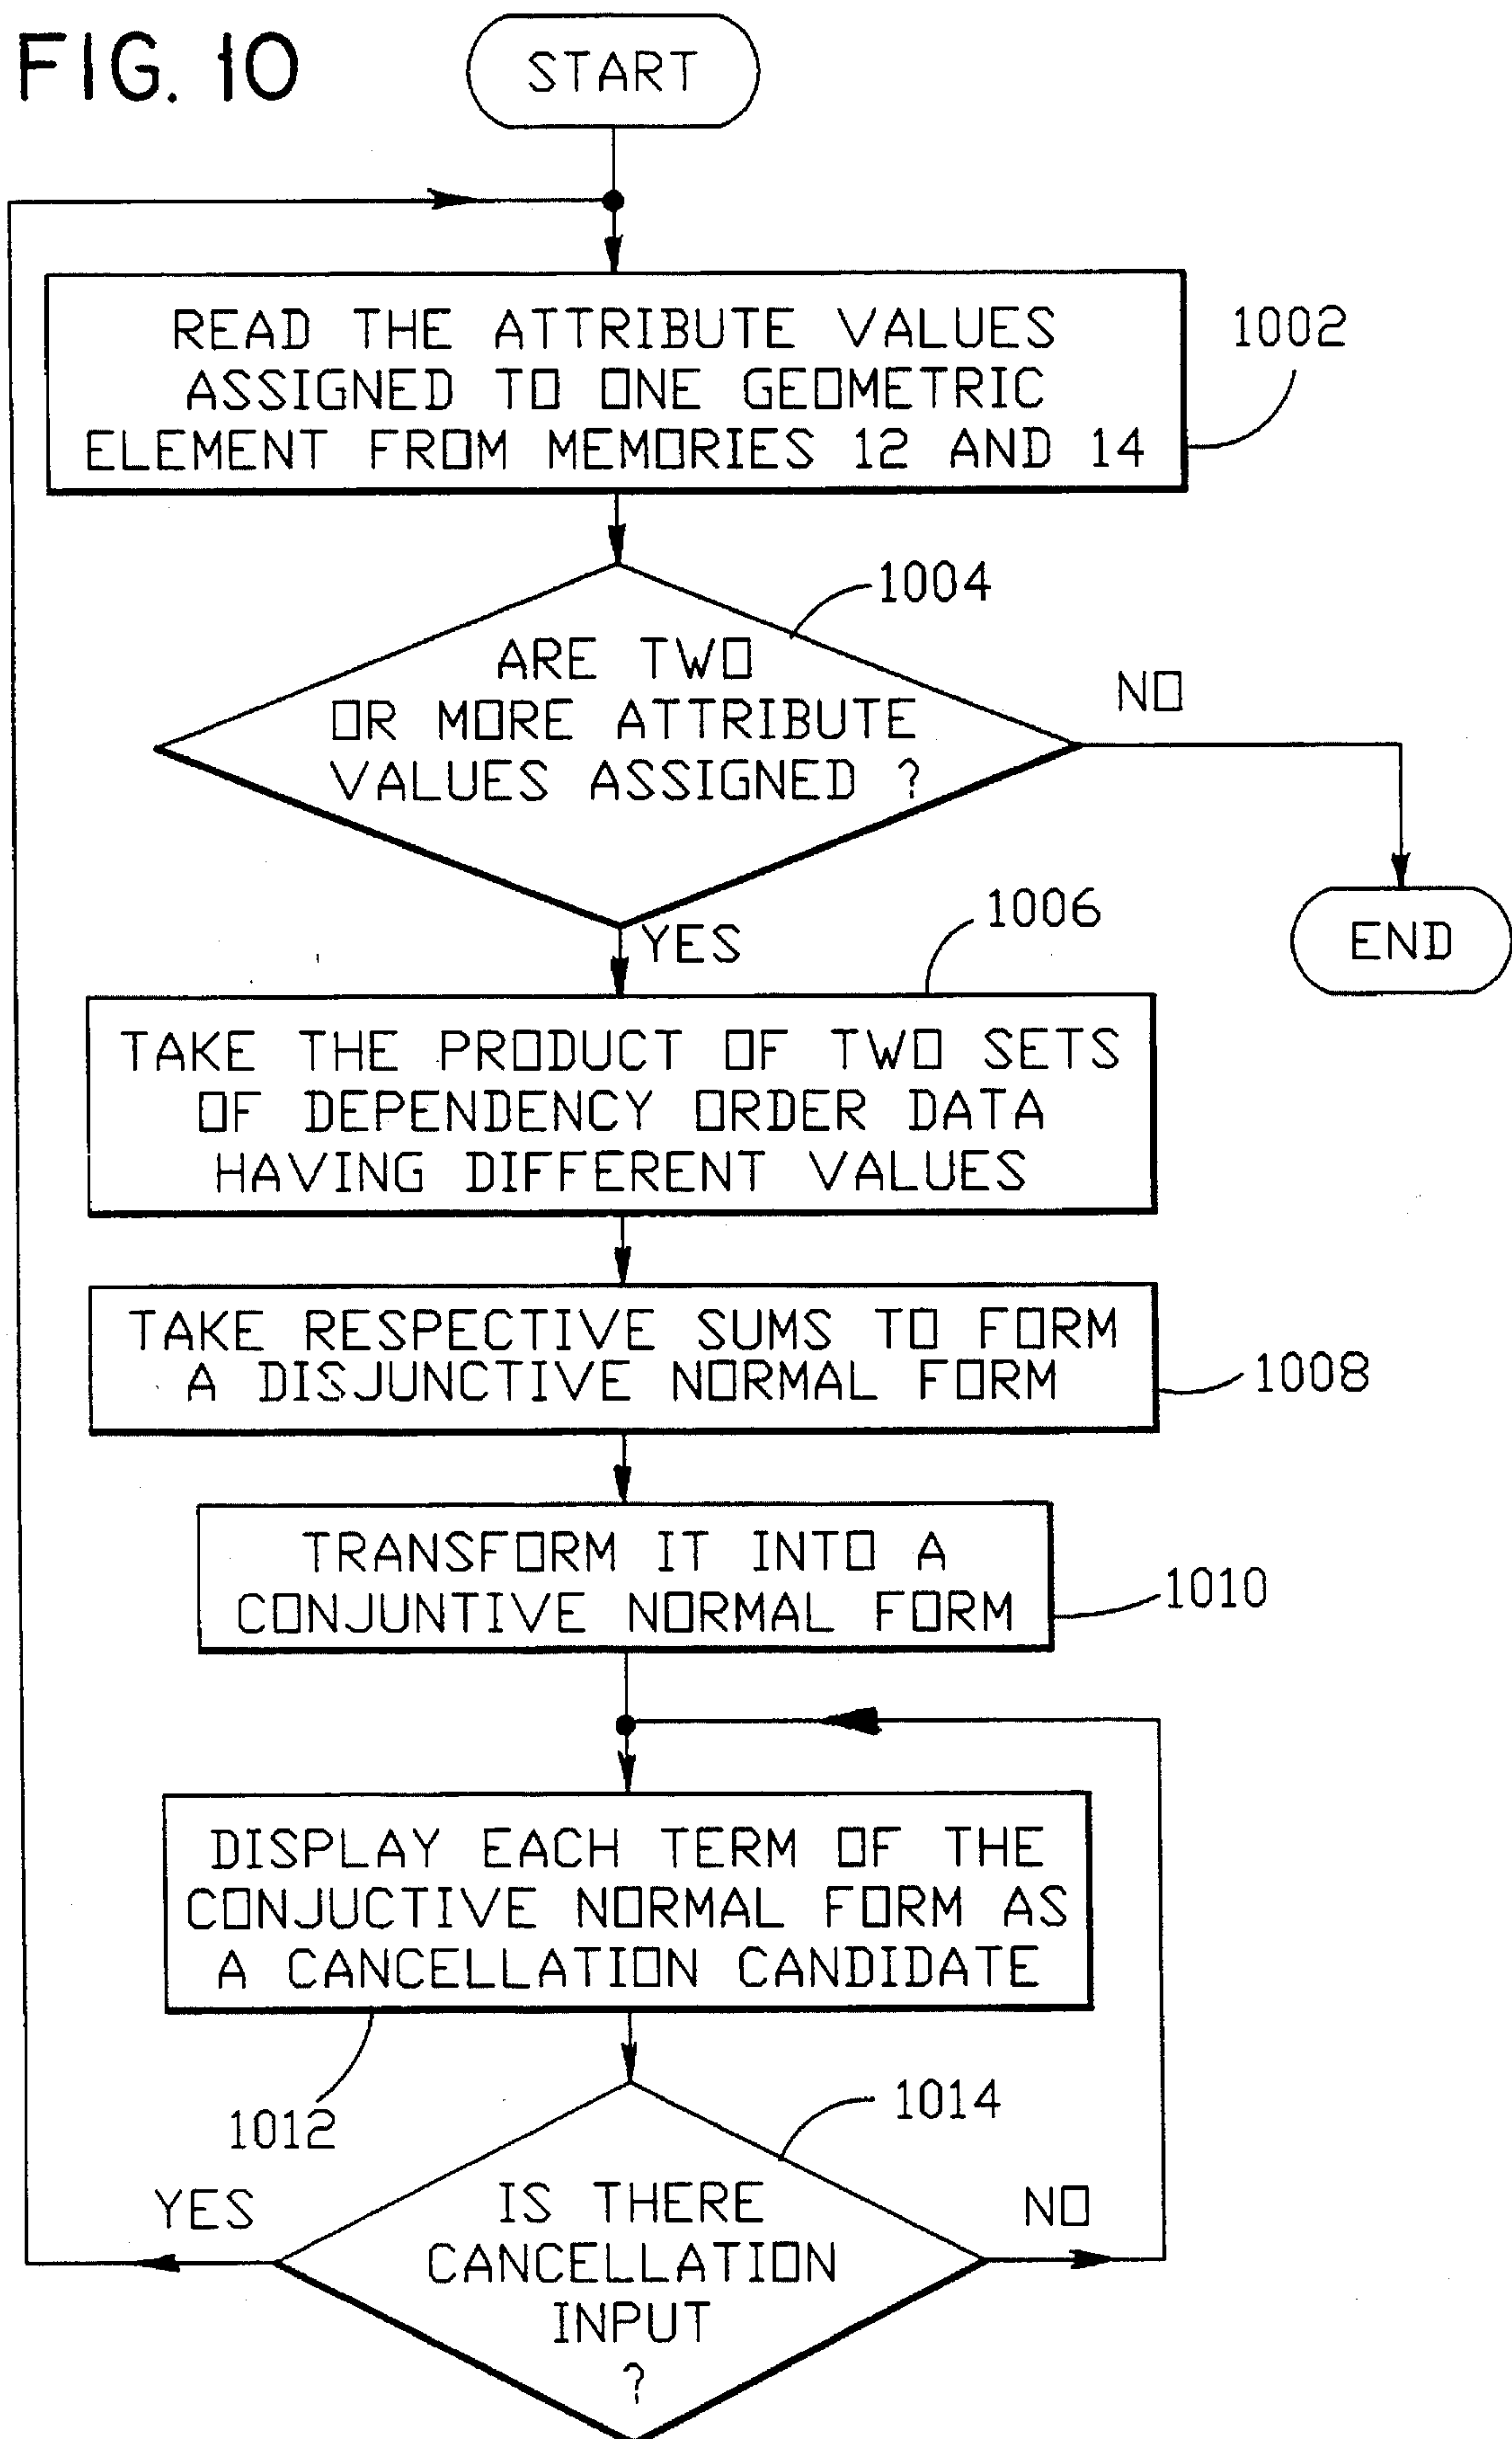 FIG. 10
START
READ THE ATTRIBUTE VALUES
ASSIGNED TO ONE GEOMETRIC
ELEMENT FROM MEMORIES 12 AND 14
1002
1004
ARE TWO
OR MORE ATTRIBUTE
VALUES ASSIGNED ?
NO
END
YES
1006
TAKE THE PRODUCT OF TWO SETS
OF DEPENDENCY ORDER DATA
HAVING DIFFERENT VALUES
TAKE RESPECTIVE SUMS TO FORM
A DISJUNCTIVE NORMAL FORM
1008
TRANSFORM IT INTO A
CONJUNTIVE NORMAL FORM
1010
DISPLAY EACH TERM OF THE
CONJUCTIVE NORMAL FORM AS
A CANCELLATION CANDIDATE
1012
1014
IS THERE
CANCELLATION
INPUT
?
YES
NO